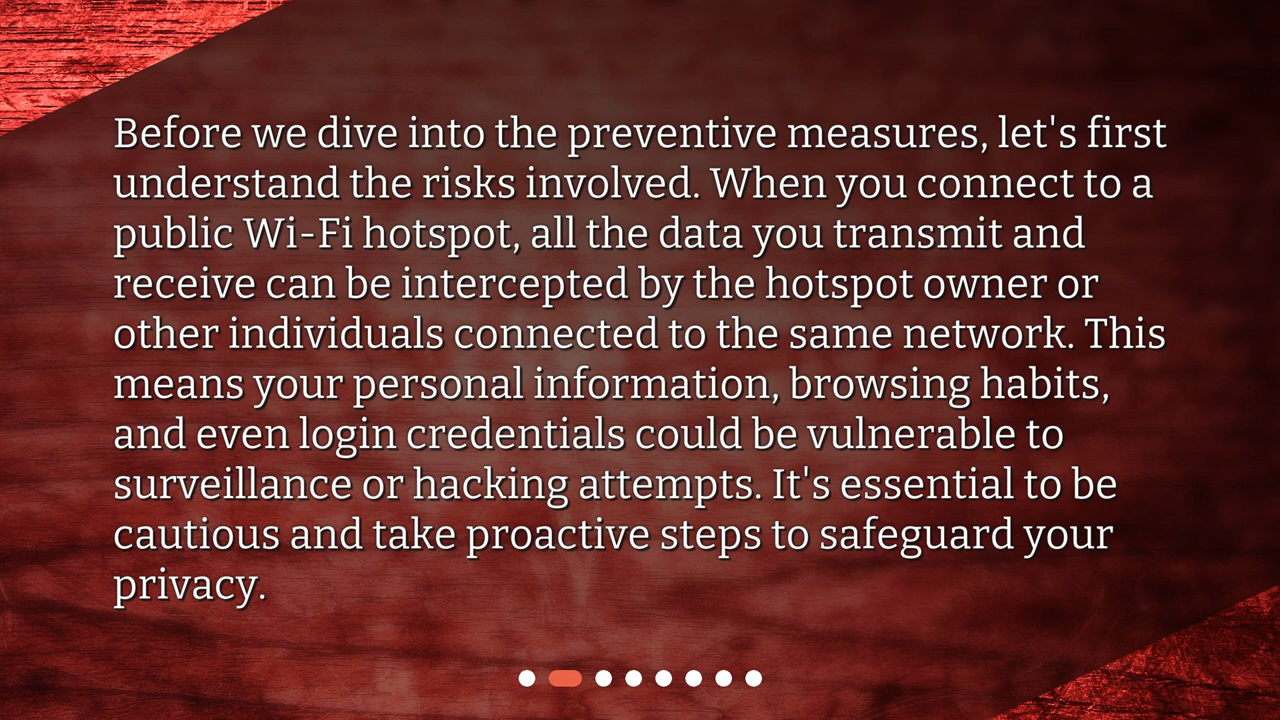 Before we dive into the preventive measures, let's first
understand the risks involved. When you connect to a
public Wi-Fi hotspot, all the data you transmit and
receive can be intercepted by the hotspot owner or
other individuals connected to the same network. This
means your personal information, browsing habits,
and even login credentials could be vulnerable to
surveillance or hacking attempts. It's essential to be
cautious and take proactive steps to safeguard your
privacy.